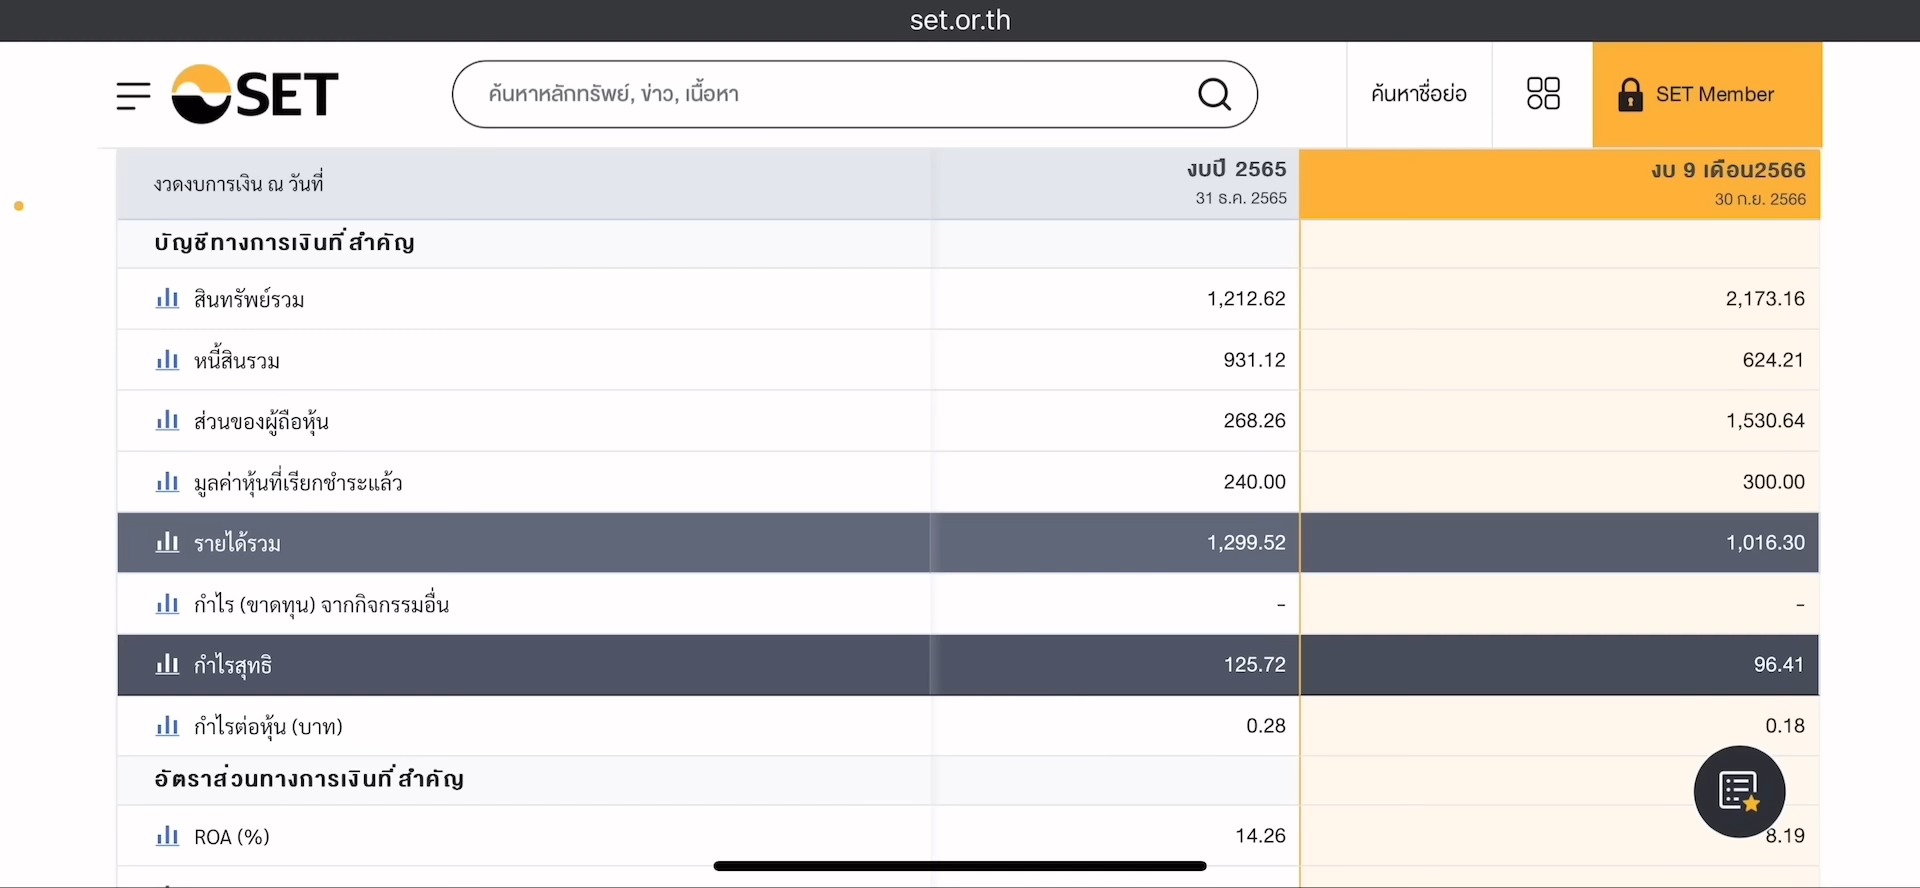 set.or.th
SET
ค้นหาหลักทรัพย์, ข่าว, เนื้อหา
ค้นหาชื่อย่อ
SET Member
งวดงบการเงิน ณ วันที่
งบปี 2565
31 ธ.ค. 2565
งบ 9 เดือน2566
30 ก.ย. 2566
บัญชีทางการเงินที่สำคัญ
สินทรัพย์รวม 1,212.62 2,173.16
หนี้สินรวม 931.12 624.21
ส่วนของผู้ถือหุ้น 268.26 1,530.64
มูลค่าหุ้นที่เรียกชำระแล้ว 240.00 300.00
รายได้รวม 1,299.52 1,016.30
กำไร (ขาดทุน) จากกิจกรรมอื่น - -
กำไรสุทธิ 125.72 96.41
กำไรต่อหุ้น (บาท) 0.28 0.18
อัตราส่วนทางการเงินที่สำคัญ
ROA (%) 14.26 8.19